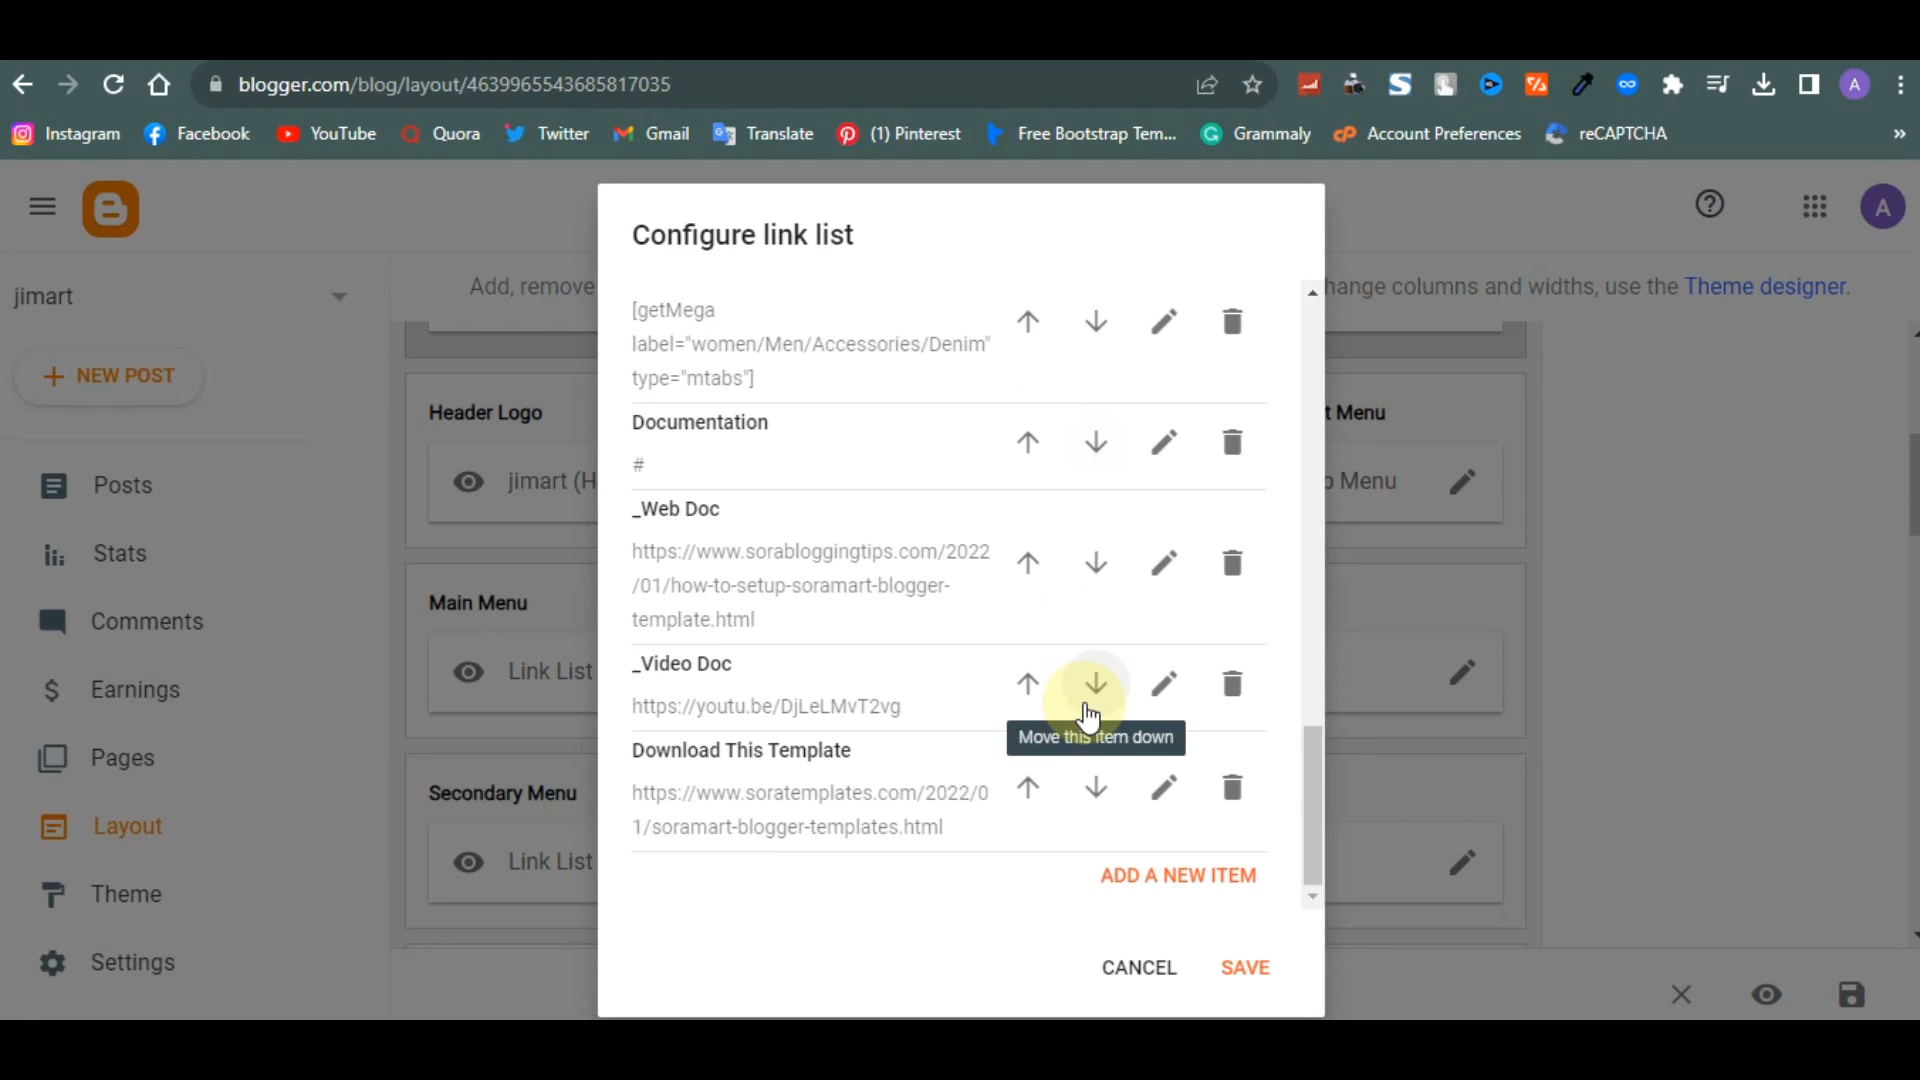 blogger.com/blog/layout/4639965543685817035
A
Instagram
Facebook
YouTube
Quora
Twitter
Gmail
Translate
(1) Pinterest
Free Bootstrap Tem...
Grammaly
Account Preferences
reCAPTCHA
»
A
jimart
NEW POST
Posts
Stats
Comments
Earnings
Pages
Layout
Theme
Settings
Add, remove
hange columns and widths, use the Theme designer.
Header Logo
jimart (H
t Menu
Menu
Main Menu
Link List
Secondary Menu
Link List
Configure link list
[getMega
label="women/Men/Accessories/Denim"
type="mtabs"]
Documentation
#
_Web Doc
https://www.sorabloggingtips.com/2022
/01/how-to-setup-soramart-blogger-
template.html
_Video Doc
https://youtu.be/DjLeLMvT2vg
Move this item down
Download This Template
https://www.soratemplates.com/2022/0
1/soramart-blogger-templates.html
ADD A NEW ITEM
CANCEL
SAVE